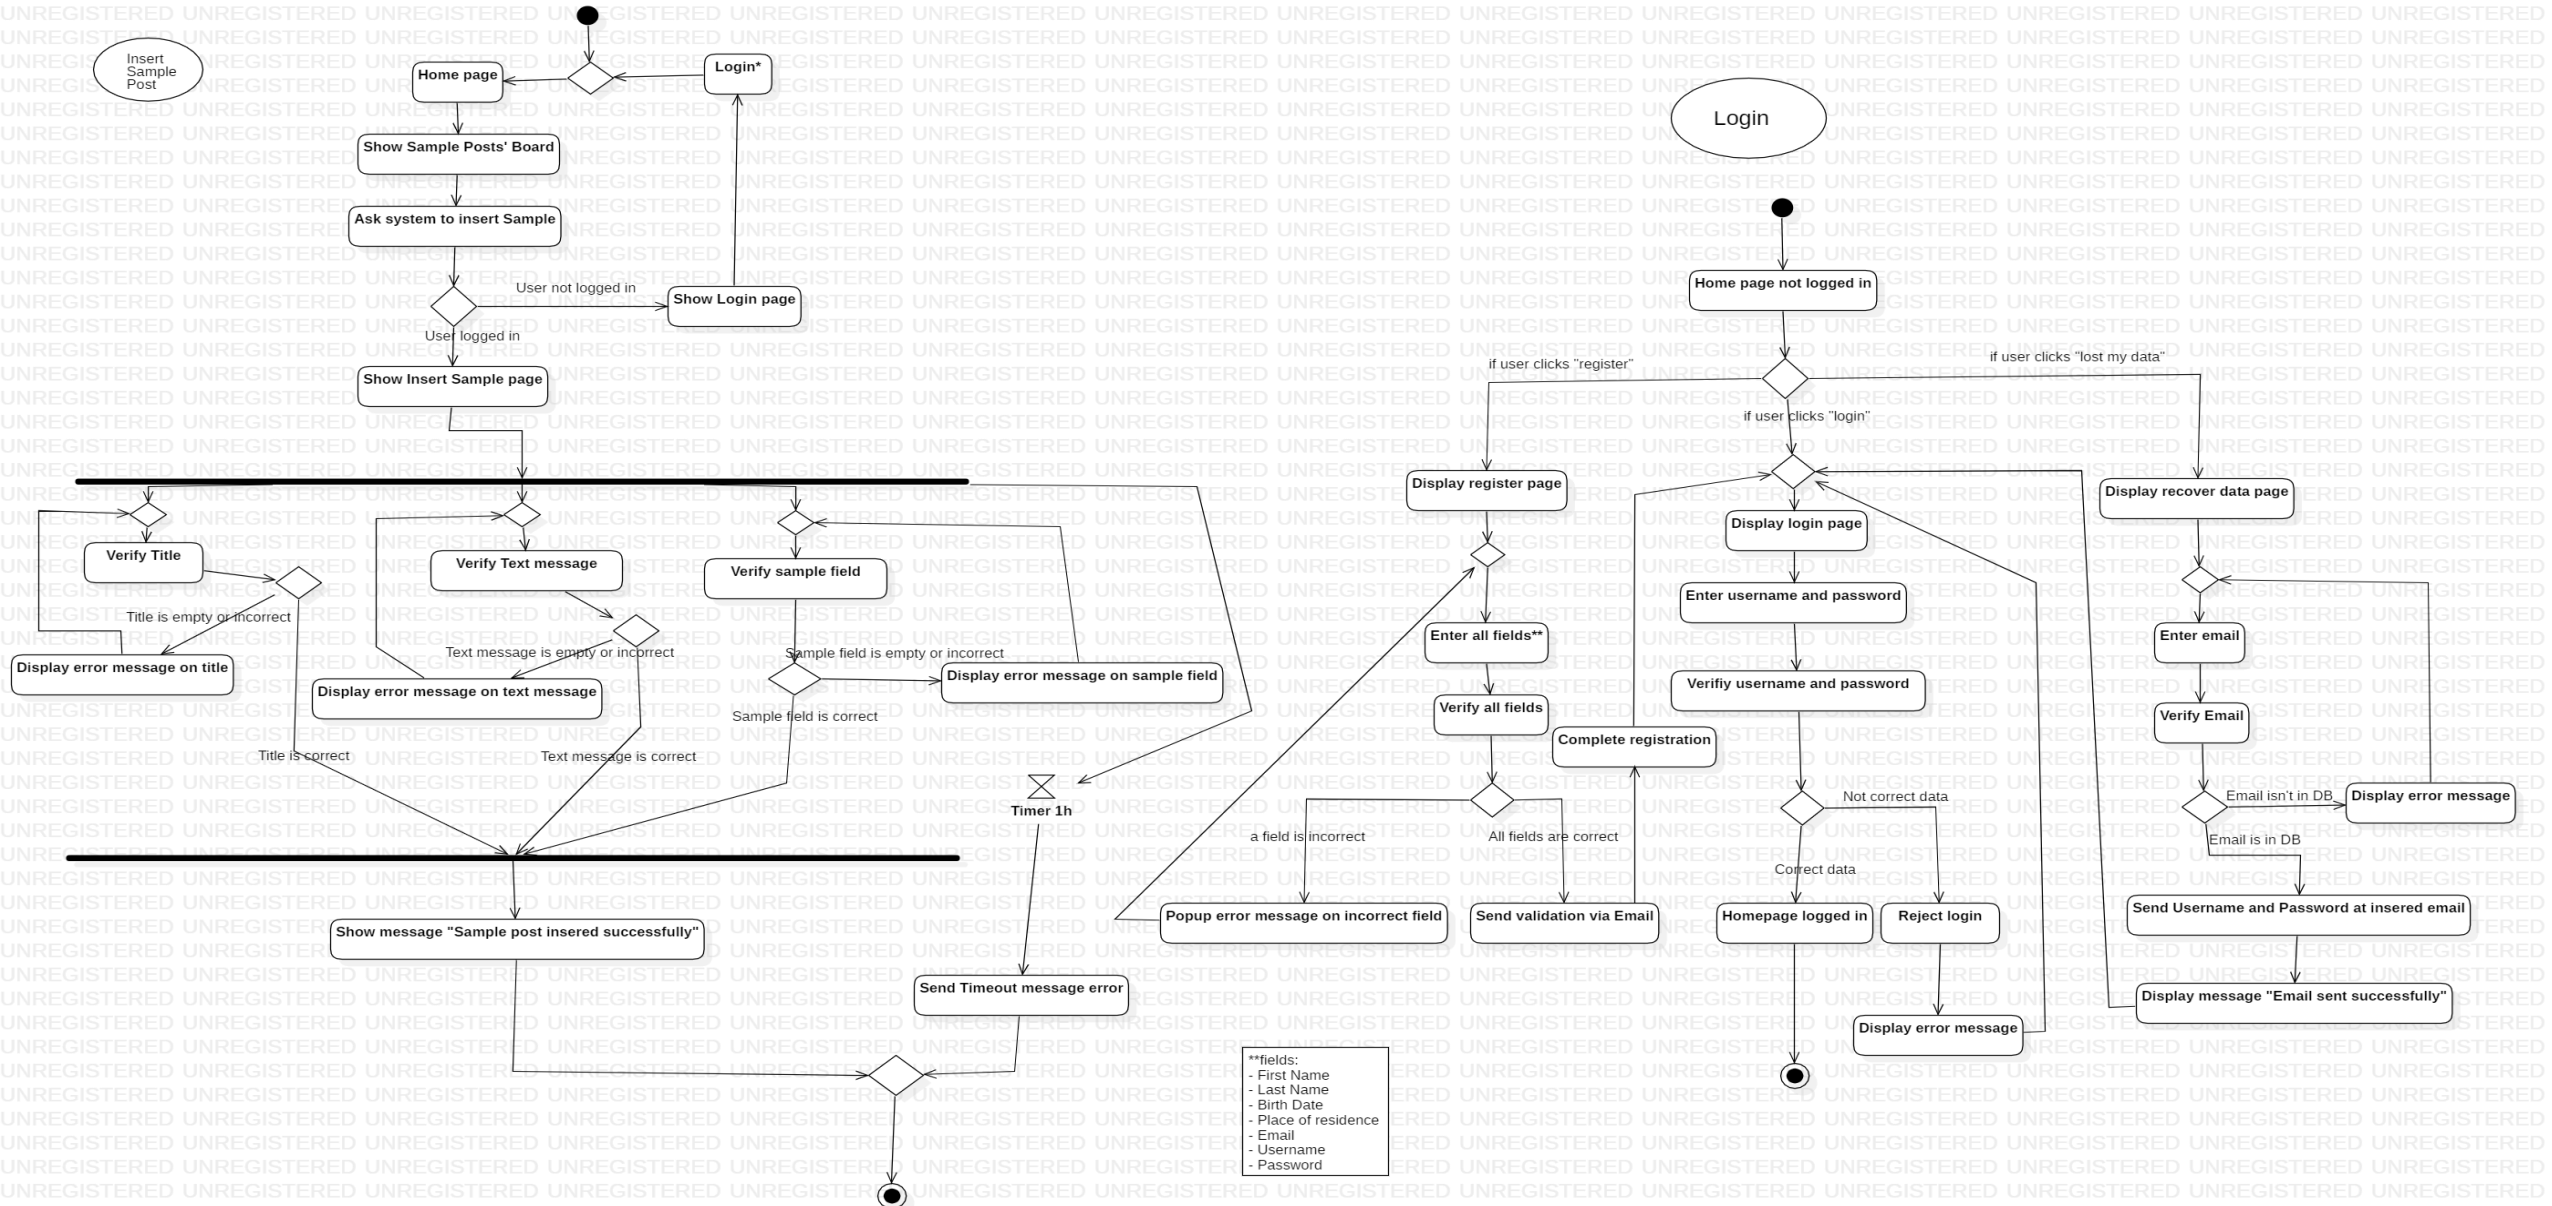 Insert
Sample
Post
Home page
Login*
Show Sample Posts' Board
Ask system to insert Sample
User not logged in
Show Login page
User logged in
Show Insert Sample page
Verify Title
Verify Text message
Verify sample field
Title is empty or incorrect
Text message is empty or incorrect
Sample field is empty or incorrect
Display error message on title
Display error message on text message
Display error message on sample field
Sample field is correct
Title is correct
Text message is correct
Timer 1h
Show message "Sample post insered successfully"
Send Timeout message error
Login
Home page not logged in
if user clicks "register"
if user clicks "lost my data"
if user clicks "login"
Display register page
Display login page
Display recover data page
Enter username and password
Enter all fields**
Enter email
Verifiy username and password
Verify all fields
Verify Email
Complete registration
Not correct data
Email isn't in DB
Display error message
a field is incorrect
All fields are correct
Email is in DB
Correct data
Popup error message on incorrect field
Send validation via Email
Homepage logged in
Reject login
Send Username and Password at insered email
Display message "Email sent successfully"
Display error message
**fields:
- First Name
- Last Name
- Birth Date
- Place of residence
- Email
- Username
- Password
UNREGISTERED